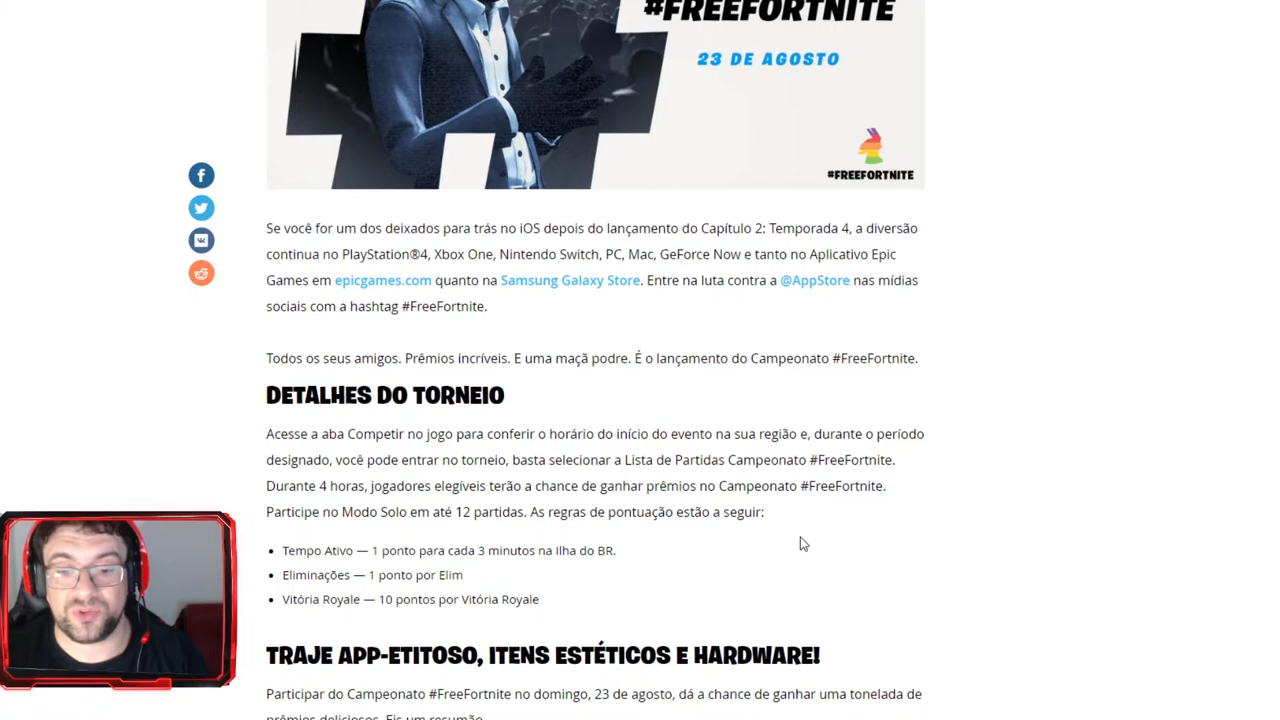 #FREEFORTNITE
23 DE AGOSTO
#FREEFORTNITE
Se você for um dos deixados para trás no iOS depois do lançamento do Capítulo 2: Temporada 4, a diversão
continua no PlayStation®4, Xbox One, Nintendo Switch, PC, Mac, GeForce Now e tanto no Aplicativo Epic
Games em epicgames.com quanto na Samsung Galaxy Store. Entre na luta contra a @AppStore nas mídias
sociais com a hashtag #FreeFortnite.
Todos os seus amigos. Prêmios incríveis. E uma maçã podre. É o lançamento do Campeonato #FreeFortnite.
DETALHES DO TORNEIO
Acesse a aba Competir no jogo para conferir o horário do início do evento na sua região e, durante o período
designado, você pode entrar no torneio, basta selecionar a Lista de Partidas Campeonato #FreeFortnite.
Durante 4 horas, jogadores elegíveis terão a chance de ganhar prêmios no Campeonato #FreeFortnite.
Participe no Modo Solo em até 12 partidas. As regras de pontuação estão a seguir:
• Tempo Ativo — 1 ponto para cada 3 minutos na Ilha do BR.
• Eliminações — 1 ponto por Elim
• Vitória Royale — 10 pontos por Vitória Royale
TRAJE APP-ETITOSO, ITENS ESTÉTICOS E HARDWARE!
Participar do Campeonato #FreeFortnite no domingo, 23 de agosto, dá a chance de ganhar uma tonelada de
prêmios deliciosos. Eis um resumão